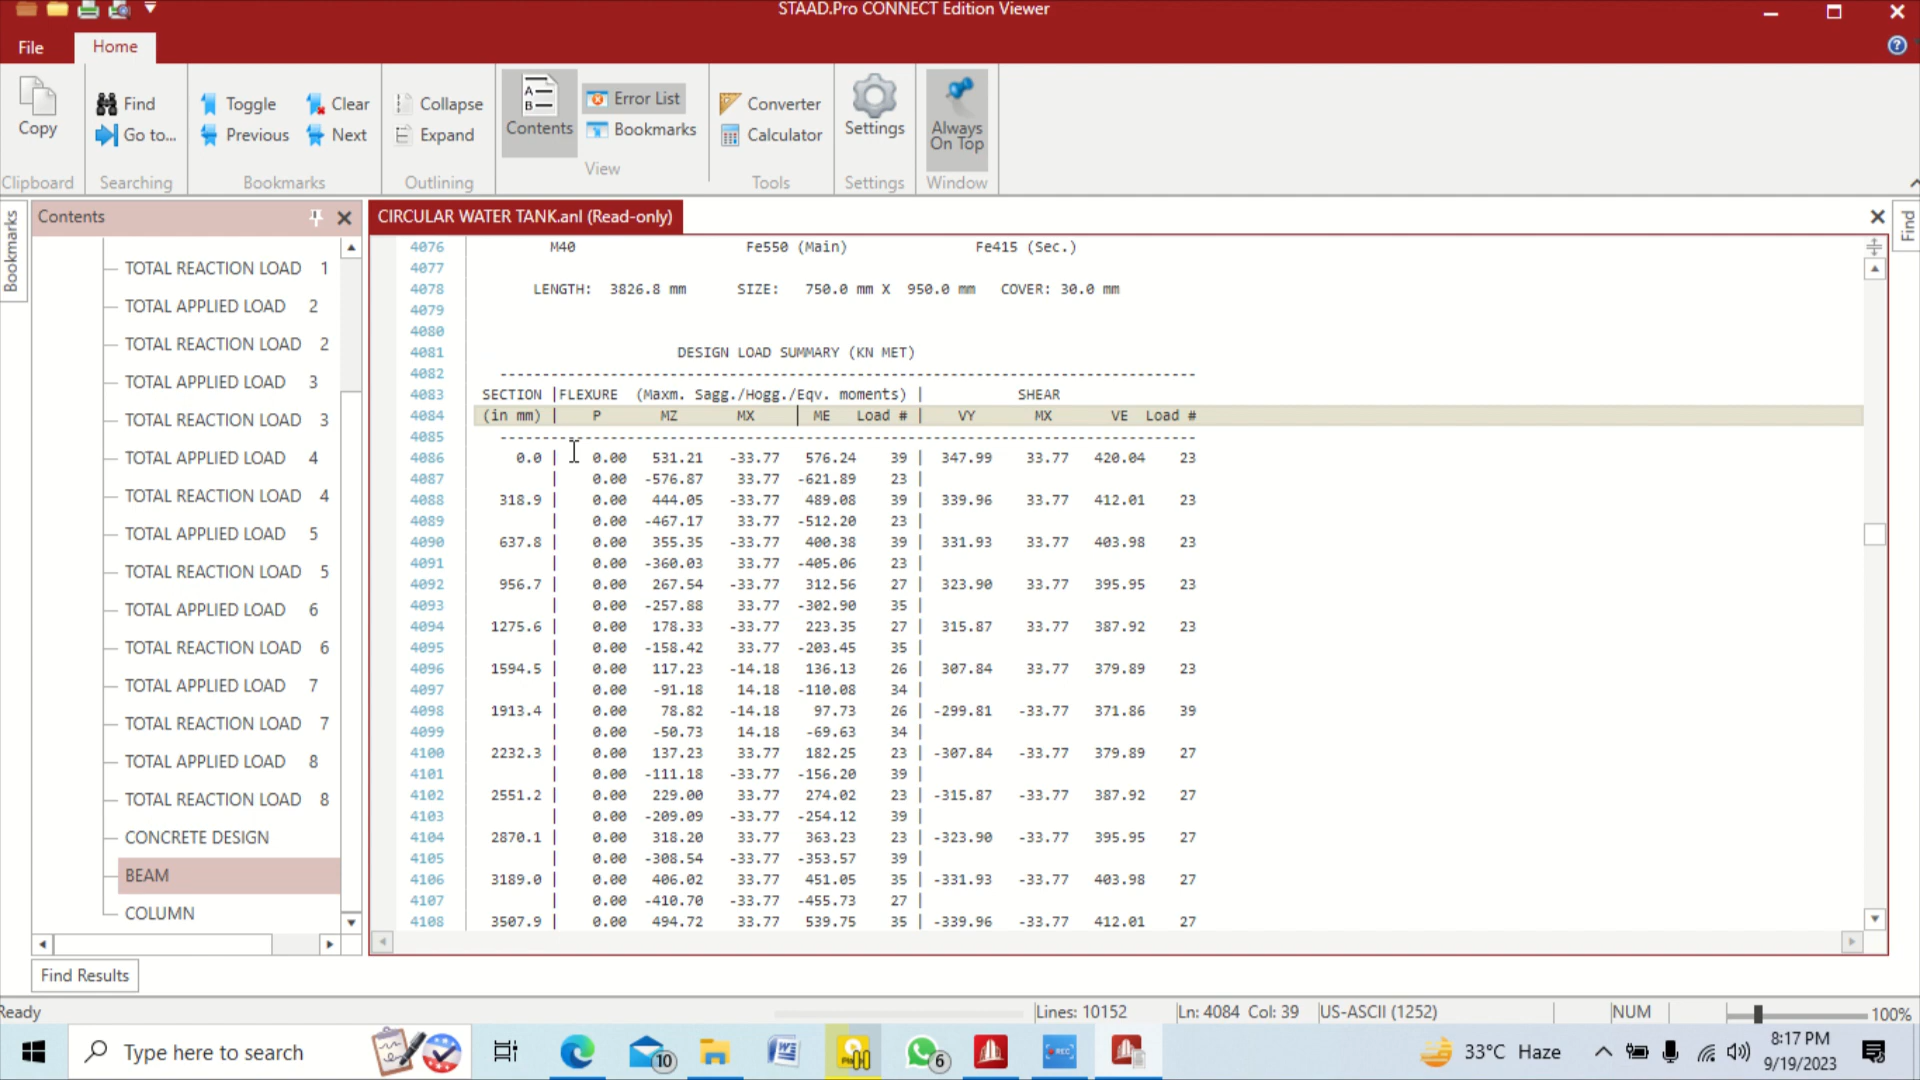 STAAD.Pro CONNECT Edition Viewer
File Home
Copy Find Go to... Toggle Previous Clear Next Collapse Expand Contents Error List Bookmarks Converter Calculator Settings Always On Top
Clipboard Searching Bookmarks Outlining View Tools Settings Window
Bookmarks
Contents
TOTAL REACTION LOAD 1
TOTAL APPLIED LOAD 2
TOTAL REACTION LOAD 2
TOTAL APPLIED LOAD 3
TOTAL REACTION LOAD 3
TOTAL APPLIED LOAD 4
TOTAL REACTION LOAD 4
TOTAL APPLIED LOAD 5
TOTAL REACTION LOAD 5
TOTAL APPLIED LOAD 6
TOTAL REACTION LOAD 6
TOTAL APPLIED LOAD 7
TOTAL REACTION LOAD 7
TOTAL APPLIED LOAD 8
TOTAL REACTION LOAD 8
CONCRETE DESIGN
BEAM
COLUMN
CIRCULAR WATER TANK.anl (Read-only)
Find
4076 M40 Fe550 (Main) Fe415 (Sec.)
4077
4078 LENGTH: 3826.8 mm SIZE: 750.0 mm X 950.0 mm COVER: 30.0 mm
4079
4080
4081 DESIGN LOAD SUMMARY (KN MET)
4082 ----------------------------------------------------------------------------------
4083 SECTION |FLEXURE (Maxm. Sagg./Hogg./Eqv. moments) | SHEAR
4084 (in mm) | P MZ MX ME Load # | VY MX VE Load #
4085 ----------------------------------------------------------------------------------
4086 0.0 | 0.00 531.21 -33.77 576.24 39 | 347.99 33.77 420.04 23
4087 | 0.00 -576.87 33.77 -621.89 23 |
4088 318.9 | 0.00 444.05 -33.77 489.08 39 | 339.96 33.77 412.01 23
4089 | 0.00 -467.17 33.77 -512.20 23 |
4090 637.8 | 0.00 355.35 -33.77 400.38 39 | 331.93 33.77 403.98 23
4091 | 0.00 -360.03 33.77 -405.06 23 |
4092 956.7 | 0.00 267.54 -33.77 312.56 27 | 323.90 33.77 395.95 23
4093 | 0.00 -257.88 33.77 -302.90 35 |
4094 1275.6 | 0.00 178.33 -33.77 223.35 27 | 315.87 33.77 387.92 23
4095 | 0.00 -158.42 33.77 -203.45 35 |
4096 1594.5 | 0.00 117.23 -14.18 136.13 26 | 307.84 33.77 379.89 23
4097 | 0.00 -91.18 14.18 -110.08 34 |
4098 1913.4 | 0.00 78.82 -14.18 97.73 26 | -299.81 -33.77 371.86 39
4099 | 0.00 -50.73 14.18 -69.63 34 |
4100 2232.3 | 0.00 137.23 33.77 182.25 23 | -307.84 -33.77 379.89 27
4101 | 0.00 -111.18 -33.77 -156.20 39 |
4102 2551.2 | 0.00 229.00 33.77 274.02 23 | -315.87 -33.77 387.92 27
4103 | 0.00 -209.09 -33.77 -254.12 39 |
4104 2870.1 | 0.00 318.20 33.77 363.23 23 | -323.90 -33.77 395.95 27
4105 | 0.00 -308.54 -33.77 -353.57 39 |
4106 3189.0 | 0.00 406.02 33.77 451.05 35 | -331.93 -33.77 403.98 27
4107 | 0.00 -410.70 -33.77 -455.73 27 |
4108 3507.9 | 0.00 494.72 33.77 539.75 35 | -339.96 -33.77 412.01 27
Find Results
Ready Lines: 10152 Ln: 4084 Col: 39 US-ASCII (1252) NUM 100%
Type here to search 10 6 REC 33°C Haze 8:17 PM
9/19/2023